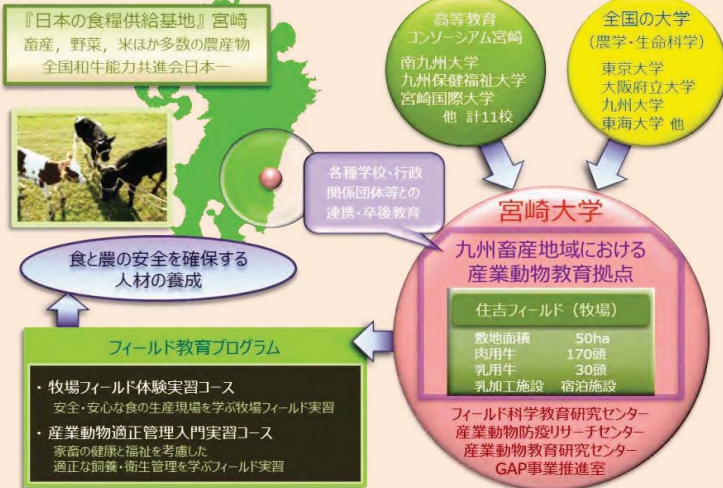 『日本の食糧供給基地』宮崎
畜産，野菜，米ほか多数の農産物
全国和牛能力共進会日本一
高等教育
コンソーシアム宮崎
南九州大学
九州保健福祉大学
宮崎国際大学
他 計11校
全国の大学
(農学・生命科学)
東京大学
大阪府立大学
九州大学
東海大学 他
各種学校・行政
関係団体等との
連携・卒後教育
宮崎大学
九州畜産地域における
産業動物教育拠点
住吉フィールド（牧場）
敷地面積 50ha
肉用牛 170頭
乳用牛 30頭
乳加工施設 宿泊施設
フィールド科学教育研究センター
産業動物防疫リサーチセンター
産業動物教育研究センター
GAP事業推進室
食と農の安全を確保する
人材の養成
フィールド教育プログラム
・牧場フィールド体験実習コース
安全・安心な食の生産現場を学ぶ牧場フィールド実習
・産業動物適正管理入門実習コース
家畜の健康と福祉を考慮した
適正な飼養・衛生管理を学ぶフィールド実習